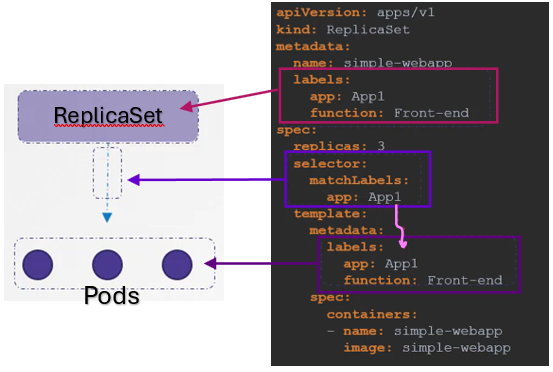 ReplicaSet
Pods
apiVersion: apps/v1
kind: ReplicaSet
metadata:
  name: simple-webapp
  labels:
    app: App1
    function: Front-end
spec:
  replicas: 3
  selector:
    matchLabels:
      app: App1
  template:
    metadata:
      labels:
        app: App1
        function: Front-end
    spec:
      containers:
      - name: simple-webapp
        image: simple-webapp